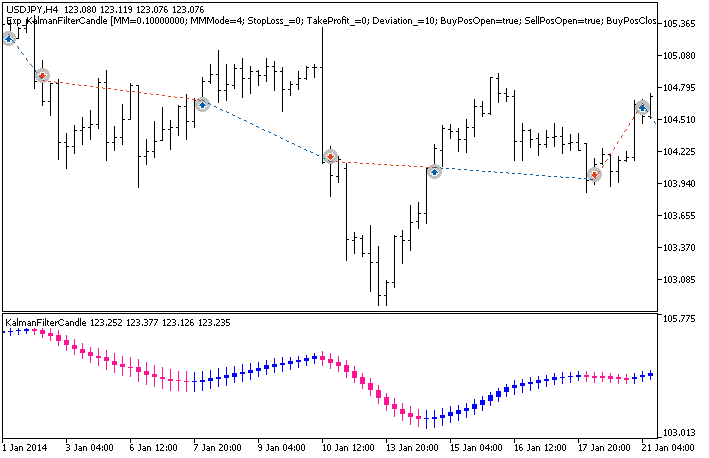 USDJPY,H4 123.080 123.119 123.076 123.076
Exp_KalmanFilterCandle [MM=0.10000000; MMMode=4; StopLoss_=0; TakeProfit_=0; Deviation_=10; BuyPosOpen=true; SellPosOpen=true; BuyPosClos
105.365
105.080
104.795
104.510
104.225
103.940
103.655
103.370
103.085
KalmanFilterCandle 123.252 123.377 123.126 123.235
105.775
103.013
1 Jan 2014
3 Jan 04:00
6 Jan 12:00
7 Jan 20:00
9 Jan 04:00
10 Jan 12:00
13 Jan 20:00
15 Jan 04:00
16 Jan 12:00
17 Jan 20:00
21 Jan 04:00